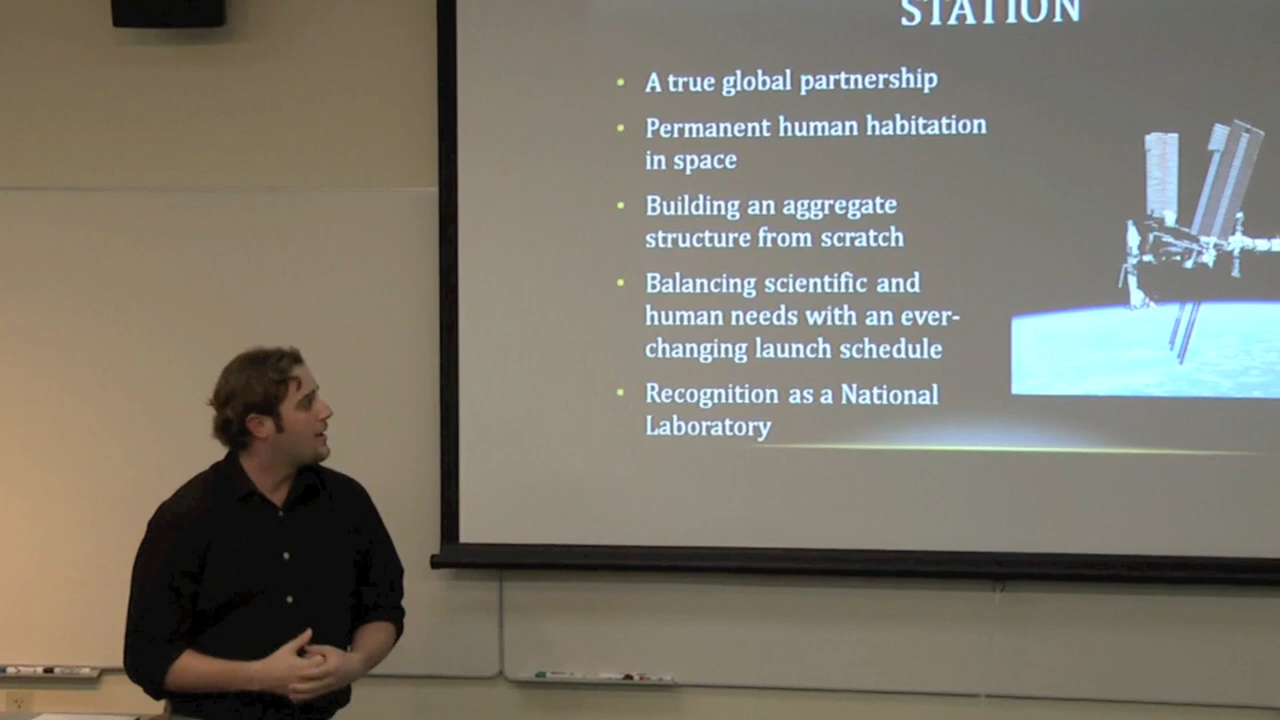 STATION
• A true global partnership
• Permanent human habitation
in space
• Building an aggregate
structure from scratch
• Balancing scientific and
human needs with an ever-
changing launch schedule
• Recognition as a National
Laboratory